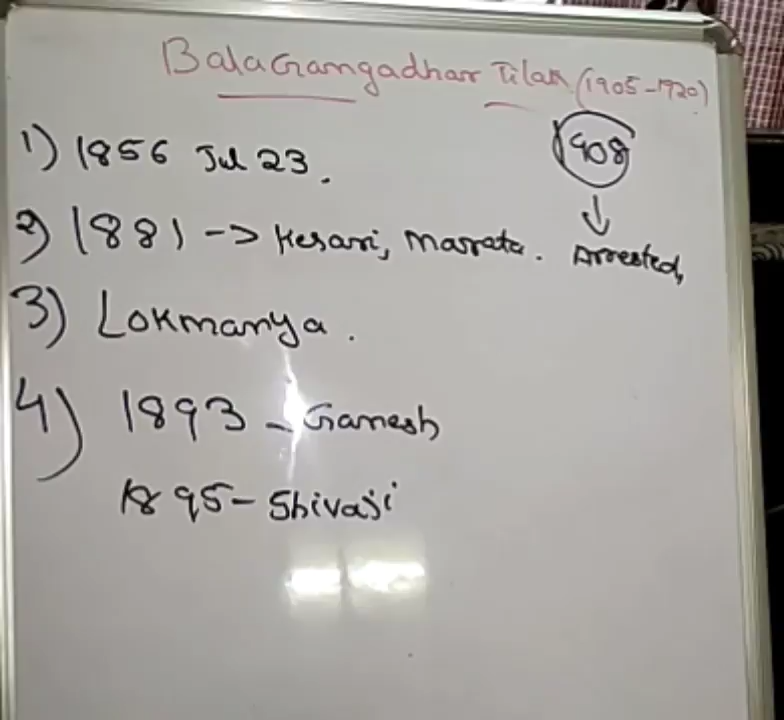 BalaGangadhar Tilak (1905-1920)
1) 1856 Jul 23.
1908
↓
Arrested,
2) 1881 -> Kesari, Marrata.
3) Lokmanya.
4) 1893 - Ganesh
1895 - Shivaji